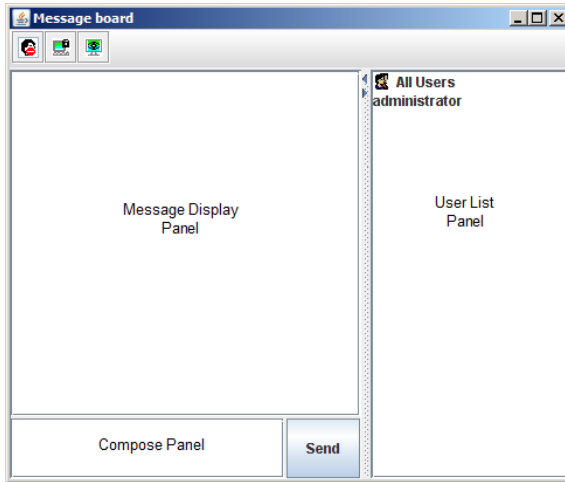 Message board
All Users
administrator
Message Display
Panel
User List
Panel
Compose Panel
Send